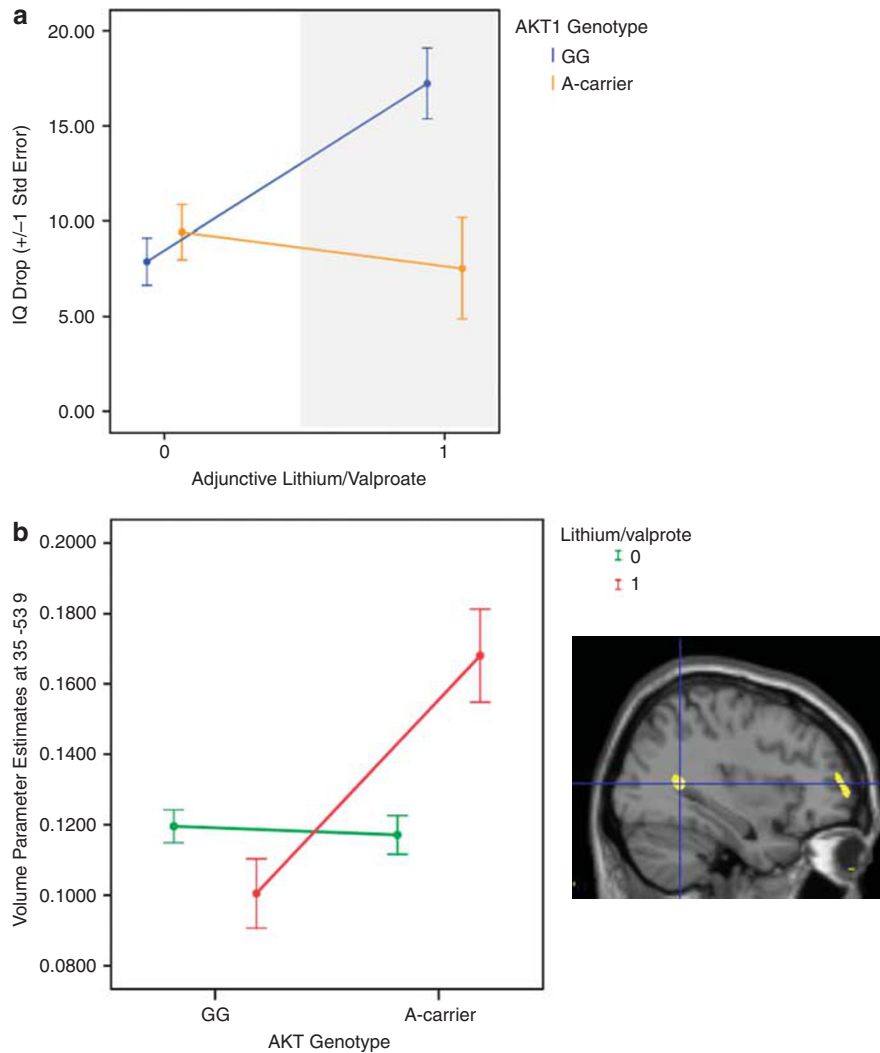 a
20.00
15.00
10.00
5.00
0.00
IQ Drop (+/−1 Std Error)
0
1
Adjunctive Lithium/Valproate
AKT1 Genotype
GG
A-carrier
b
0.2000
0.1800
0.1600
0.1400
0.1200
0.1000
0.0800
Volume Parameter Estimates at 35 -53 9
GG
A-carrier
AKT Genotype
Lithium/valprote
0
1